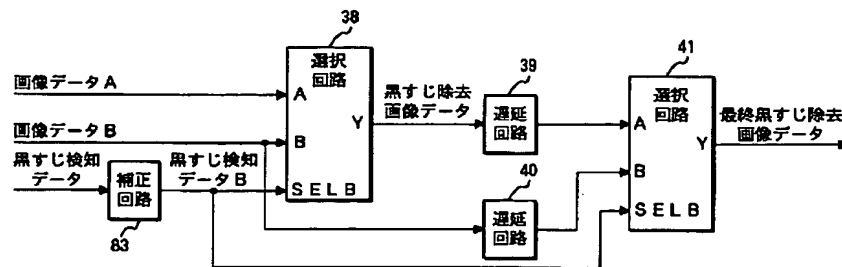 38
選択
回路
画像データA
A
Y
画像データB
B
黒すじ検知
データ
補正
回路
83
黒すじ検知
データB
SELB
黒すじ除去
画像データ
39
遅延
回路
40
遅延
回路
41
選択
回路
A
Y
B
SELB
最終黒すじ除去
画像データ